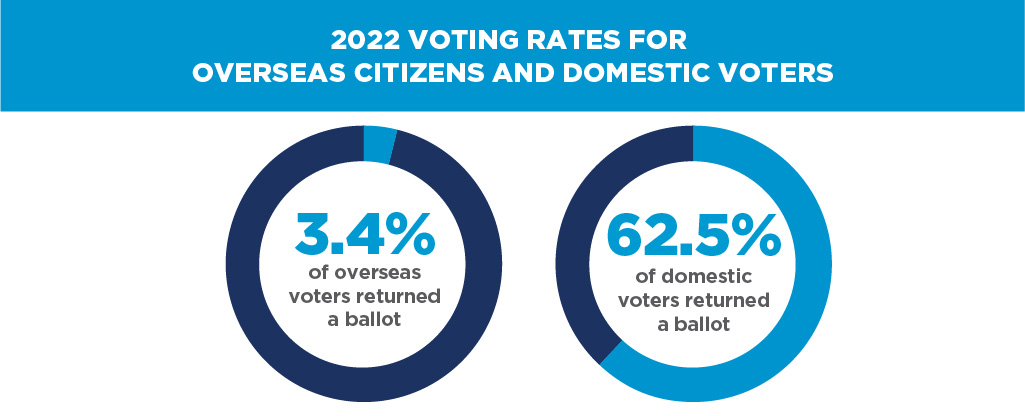 2022 VOTING RATES FOR
OVERSEAS CITIZENS AND DOMESTIC VOTERS
3.4%
of overseas
voters returned
a ballot
62.5%
of domestic
voters returned
a ballot